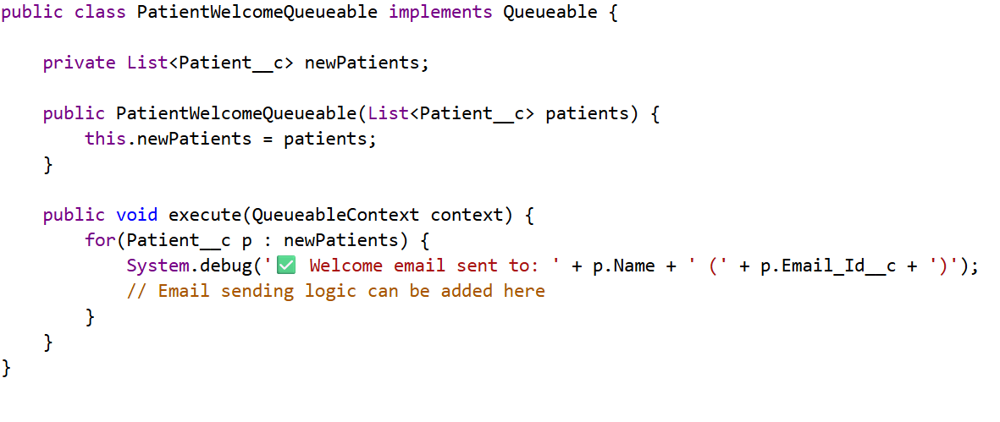 public class PatientWelcomeQueueable implements Queueable {
    private List<Patient__c> newPatients;
    public PatientWelcomeQueueable(List<Patient__c> patients) {
        this.newPatients = patients;
    }
    public void execute(QueueableContext context) {
        for(Patient__c p : newPatients) {
            System.debug('✅ Welcome email sent to: ' + p.Name + ' (' + p.Email_Id__c + ')');
            // Email sending logic can be added here
        }
    }
}